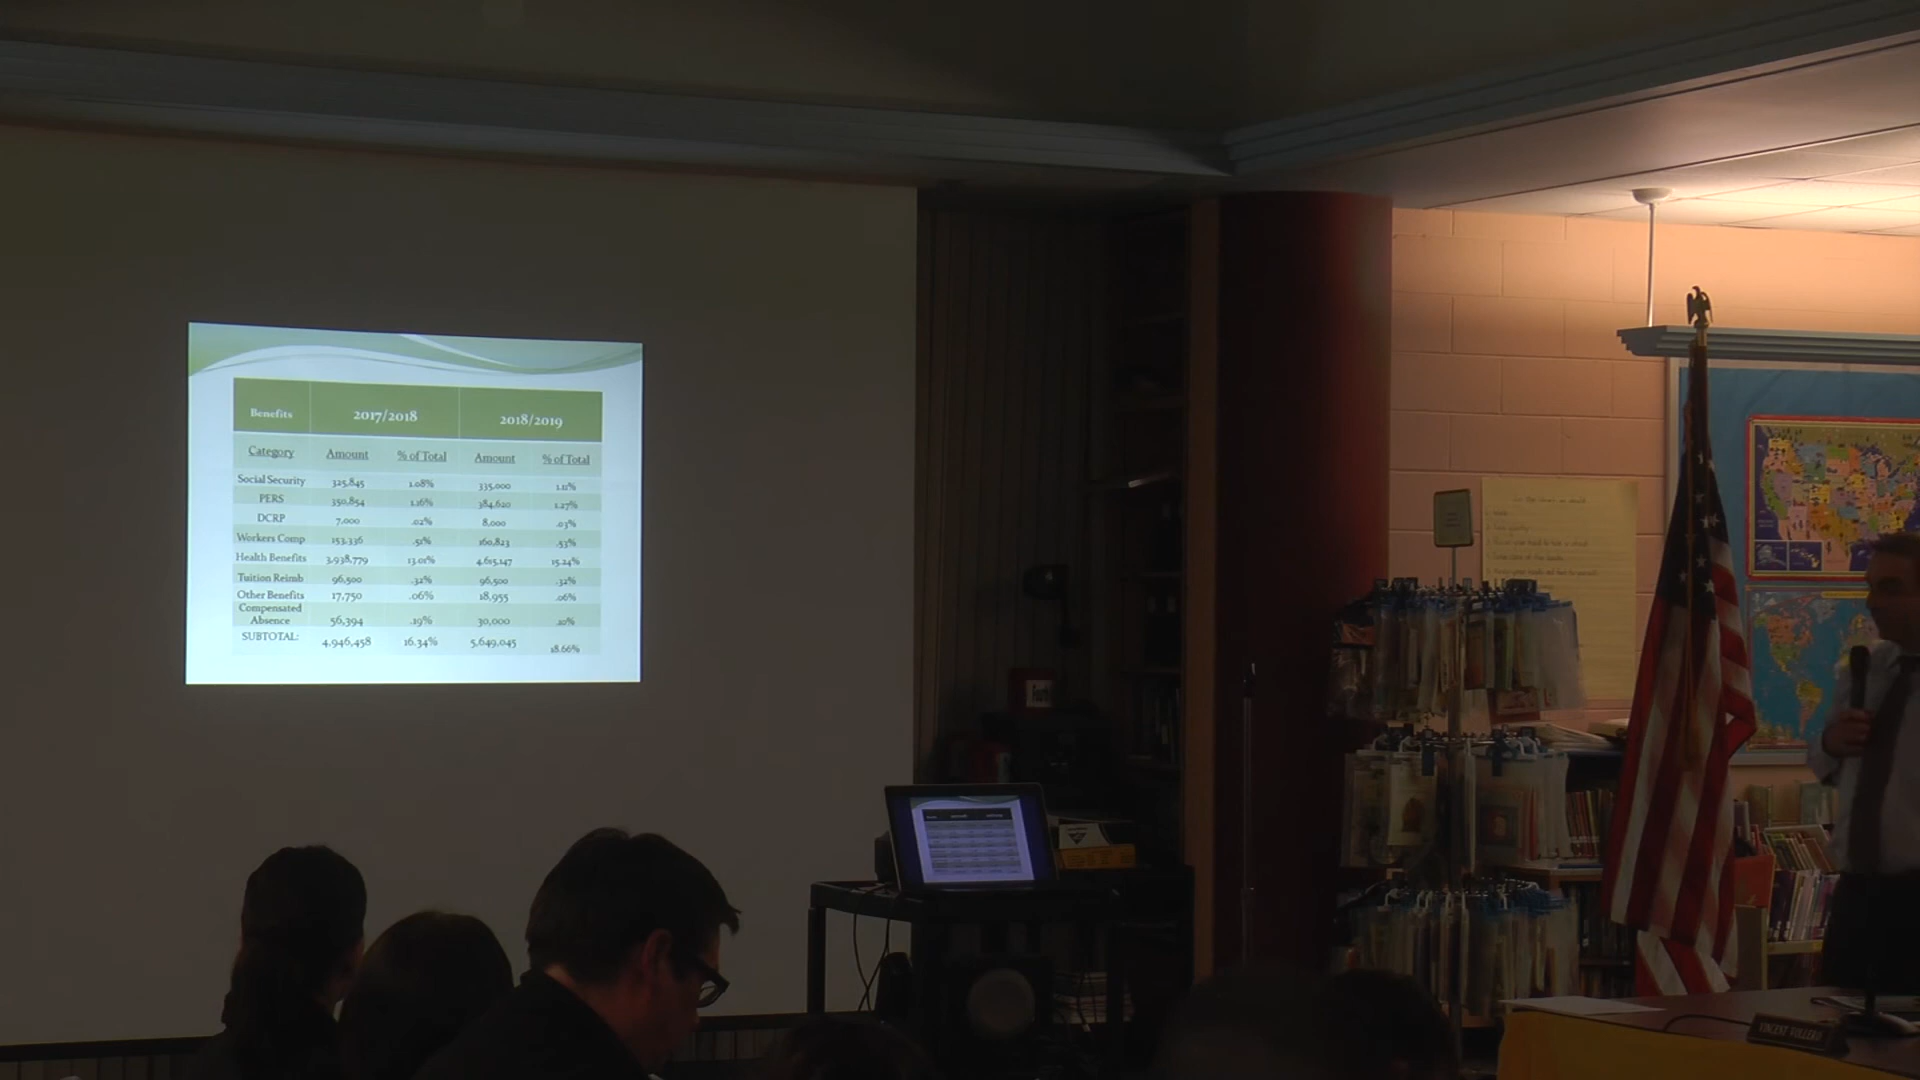 Benefits 2017/2018 2018/2019
Category Amount % of Total Amount % of Total
Social Security 325,845 1.08% 335,000 1.11%
PERS 350,854 1.16% 384,620 1.27%
DCRP 7,000 .02% 8,000 .03%
Workers Comp 153,336 .51% 160,823 .53%
Health Benefits 3,938,779 13.01% 4,615,147 15.24%
Tuition Reimb 96,500 .32% 96,500 .32%
Other Benefits 17,750 .06% 18,955 .06%
Compensated
Absence 56,394 .19% 30,000 .10%
SUBTOTAL: 4,946,458 16.34% 5,649,045 18.66%